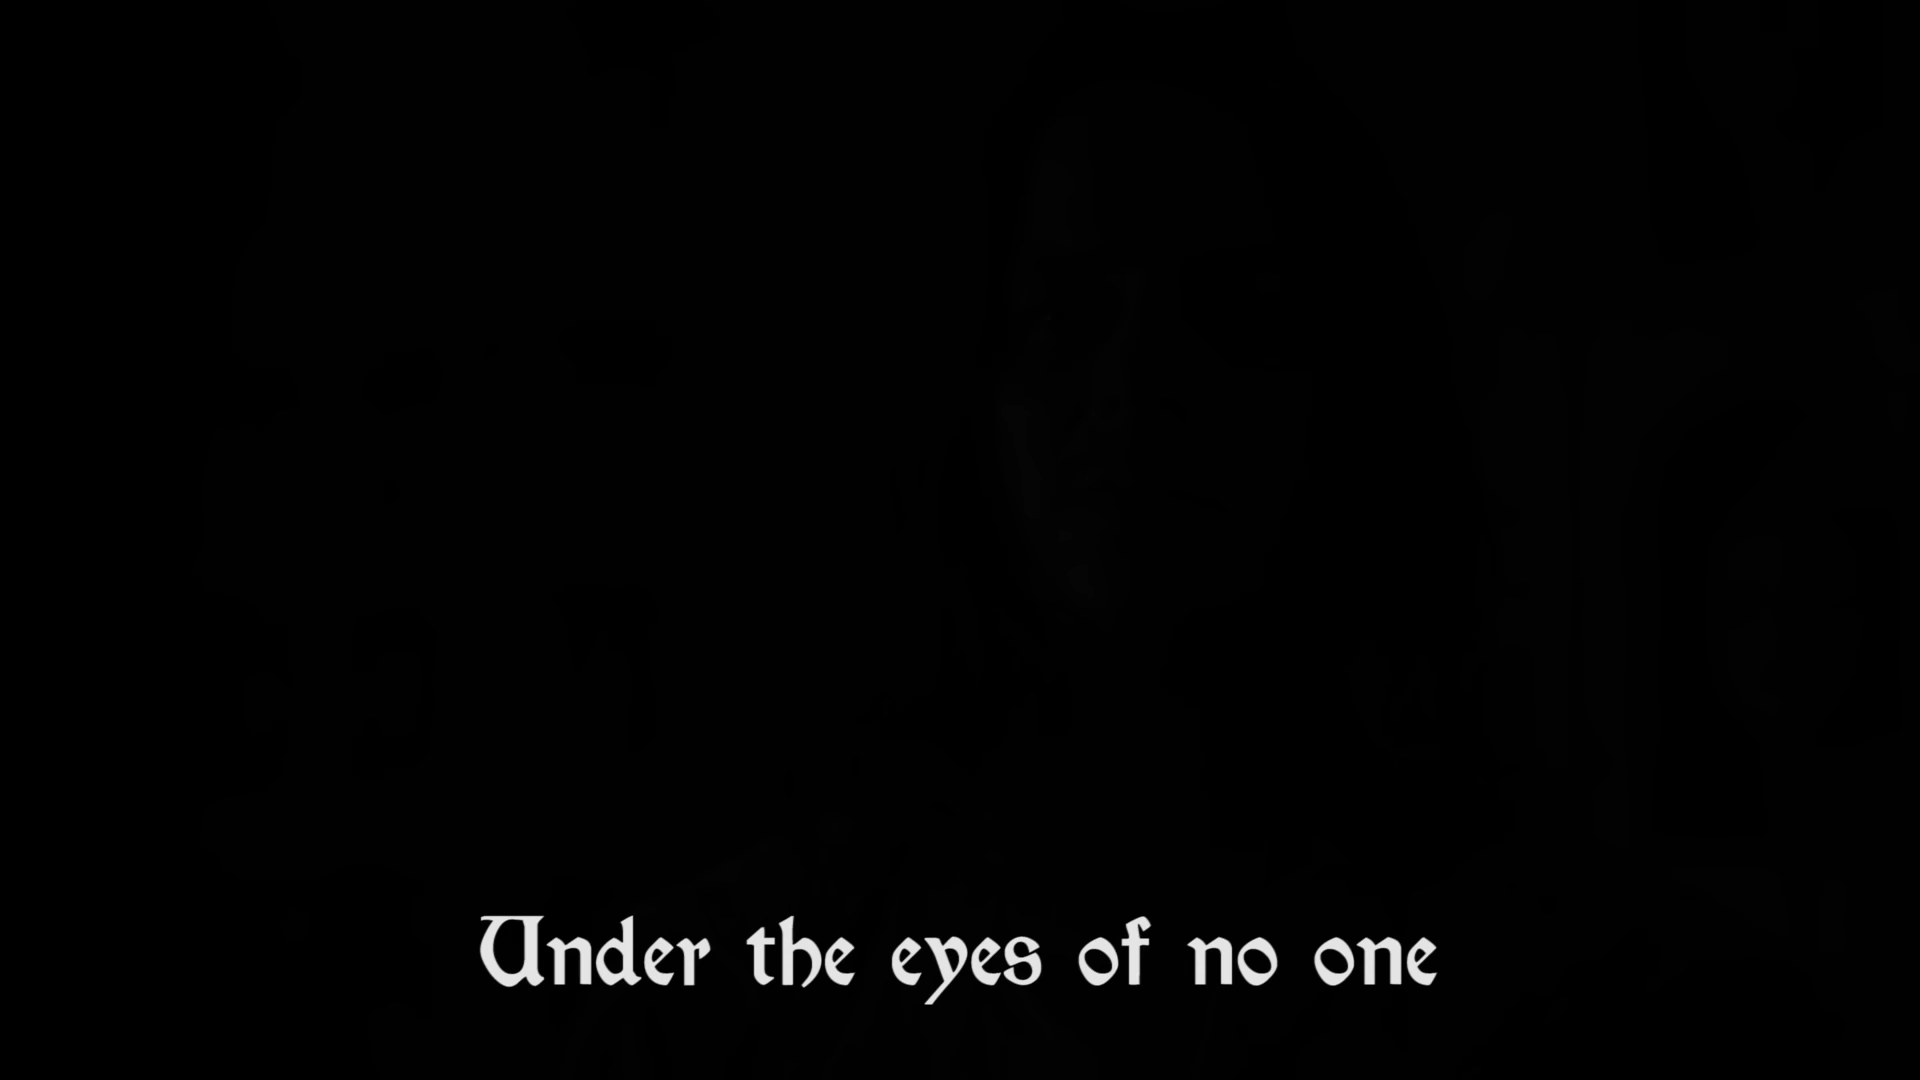 Under the eyes of no one